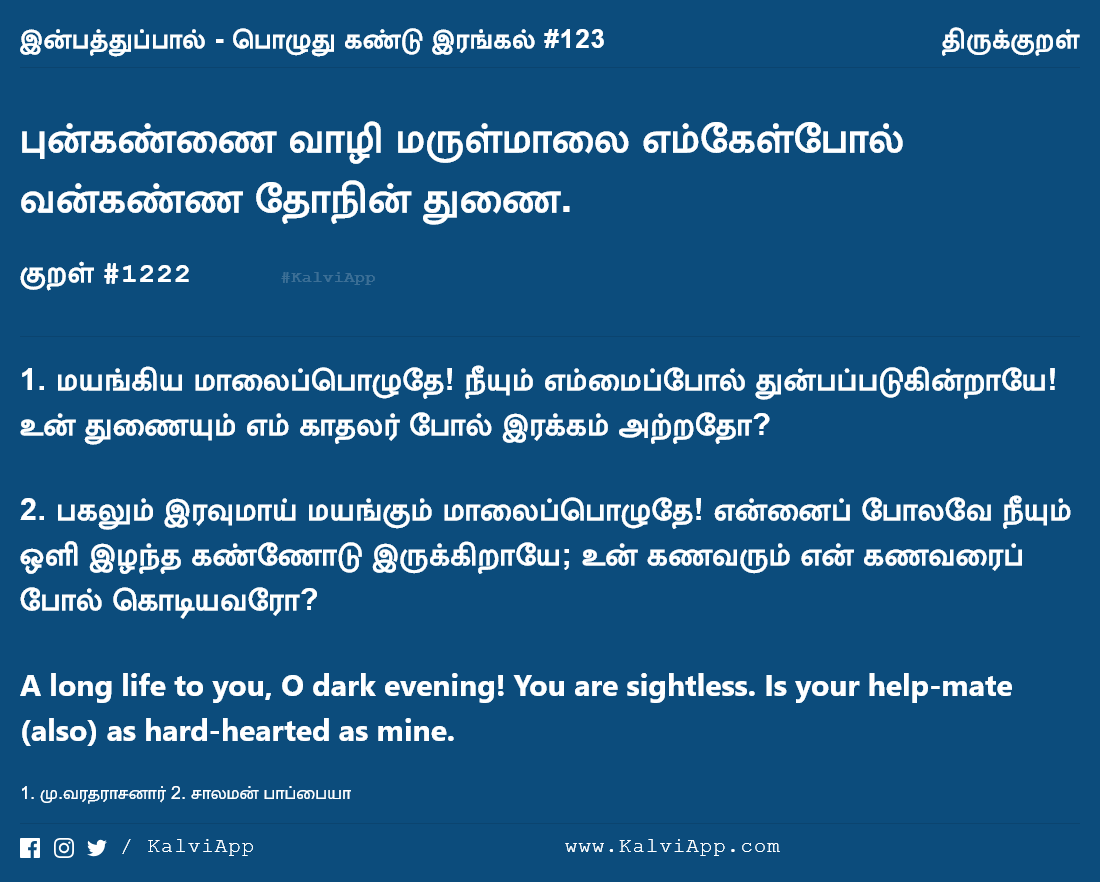 இன்பத்துப்பால் - பொழுது கண்டு இரங்கல் #123
திருக்குறள்
புன்கண்ணை வாழி மருள்மாலை எம்கேள்போல்
வன்கண்ண தோநின் துணை.
குறள் #1222
#KalviApp
1. மயங்கிய மாலைப்பொழுதே! நீயும் எம்மைப்போல் துன்பப்படுகின்றாயே!
உன் துணையும் எம் காதலர் போல் இரக்கம் அற்றதோ?
2. பகலும் இரவுமாய் மயங்கும் மாலைப்பொழுதே! என்னைப் போலவே நீயும்
ஒளி இழந்த கண்ணோடு இருக்கிறாயே; உன் கணவரும் என் கணவரைப்
போல் கொடியவரோ?
A long life to you, O dark evening! You are sightless. Is your help-mate
(also) as hard-hearted as mine.
1. மு.வரதராசனார் 2. சாலமன் பாப்பையா
/ KalviApp
www.KalviApp.com